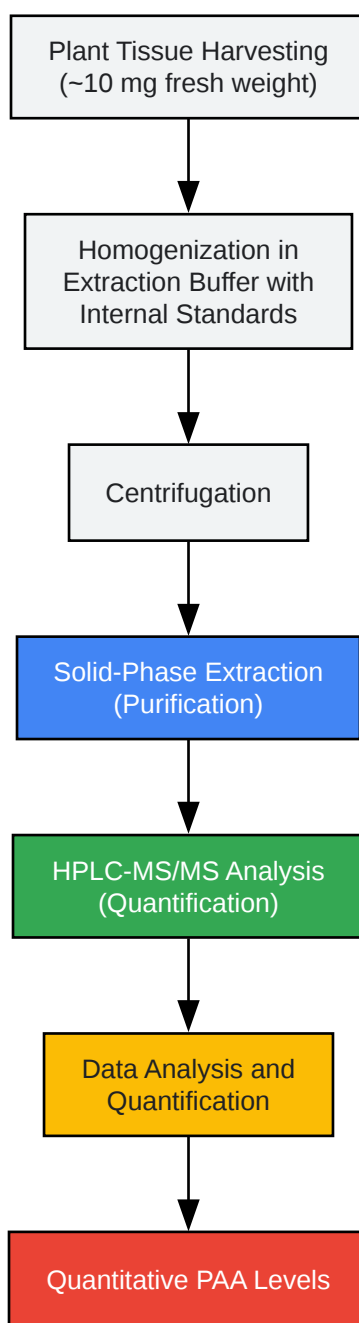 Plant Tissue Harvesting
(~10 mg fresh weight)
Homogenization in
Extraction Buffer with
Internal Standards
Centrifugation
Solid-Phase Extraction
(Purification)
HPLC-MS/MS Analysis
(Quantification)
Data Analysis and
Quantification
Quantitative PAA Levels